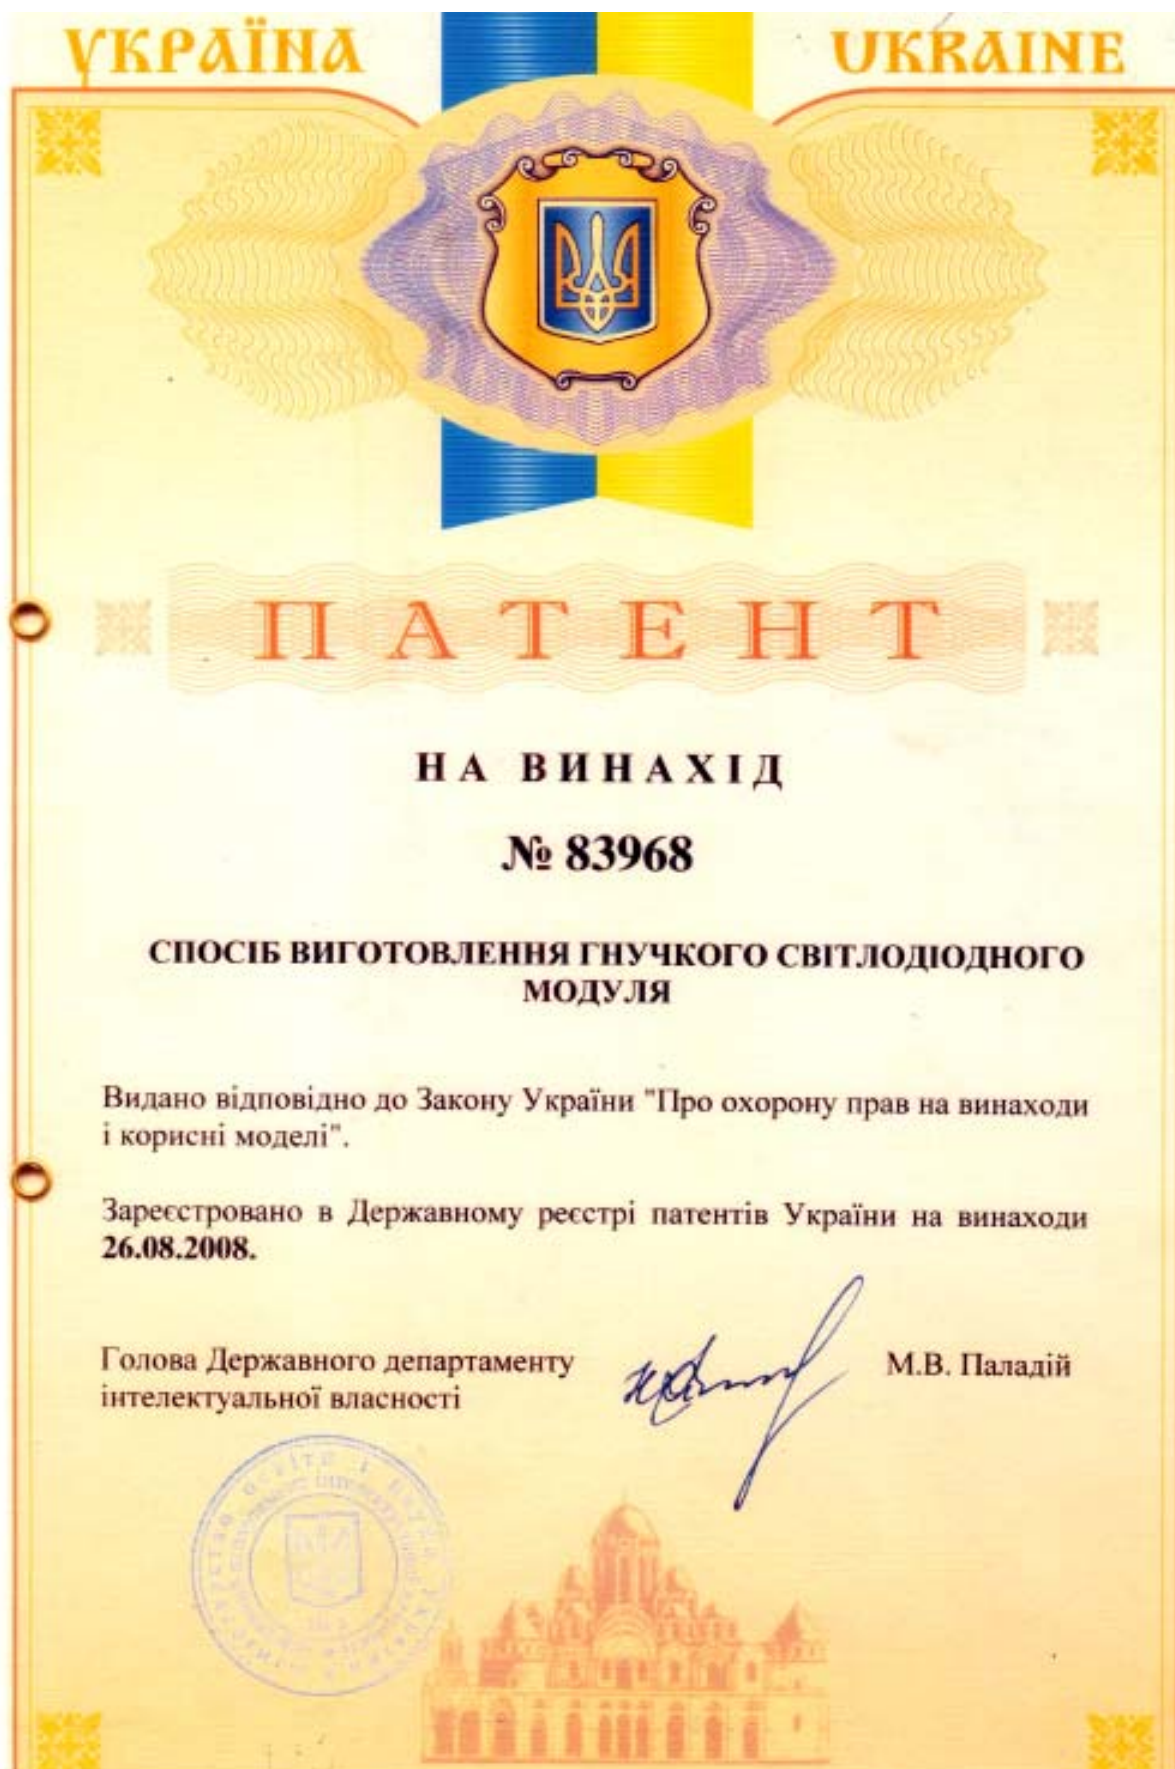 УКРАЇНА
UKRAINE
ПАТЕНТ
НА ВИНАХІД
№ 83968
СПОСІБ ВИГОТОВЛЕННЯ ГНУЧКОГО СВІТЛОДІОДНОГО
МОДУЛЯ
Видано відповідно до Закону України "Про охорону прав на винаходи
і корисні моделі".
Зареєстровано в Державному реєстрі патентів України на винаходи
26.08.2008.
Голова Державного департаменту
інтелектуальної власності
М.В. Паладій